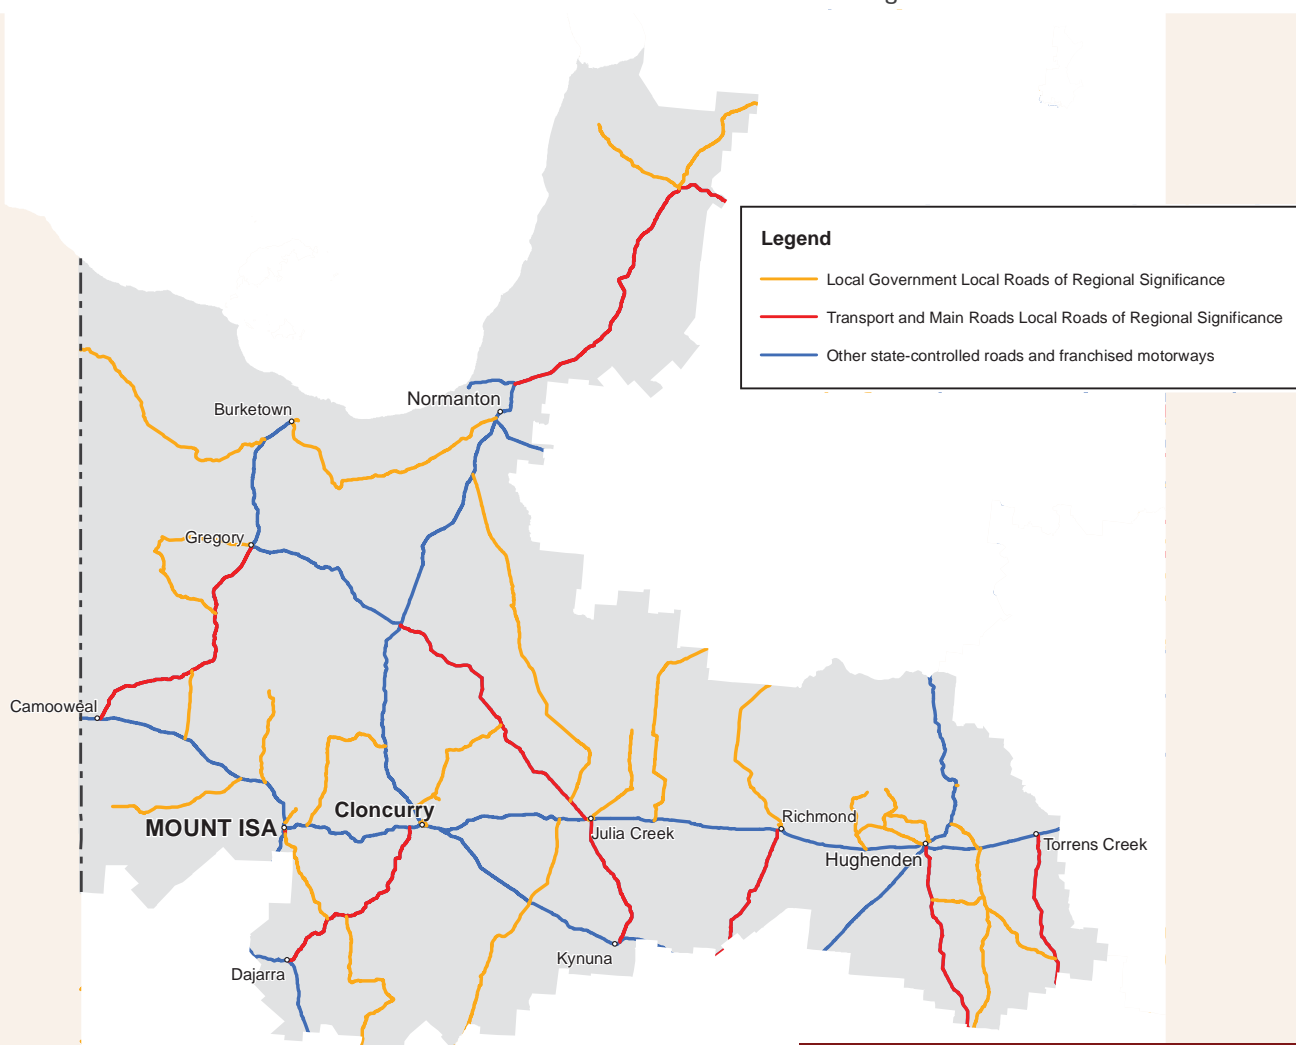 Legend
Local Government Local Roads of Regional Significance
Transport and Main Roads Local Roads of Regional Significance
Other state-controlled roads and franchised motorways
Normanton
Burketown
Gregory
Camooweal
Cloncurry
MOUNT ISA
Julia Creek
Richmond
Hughenden
Torrens Creek
Kynuna
Dajarra